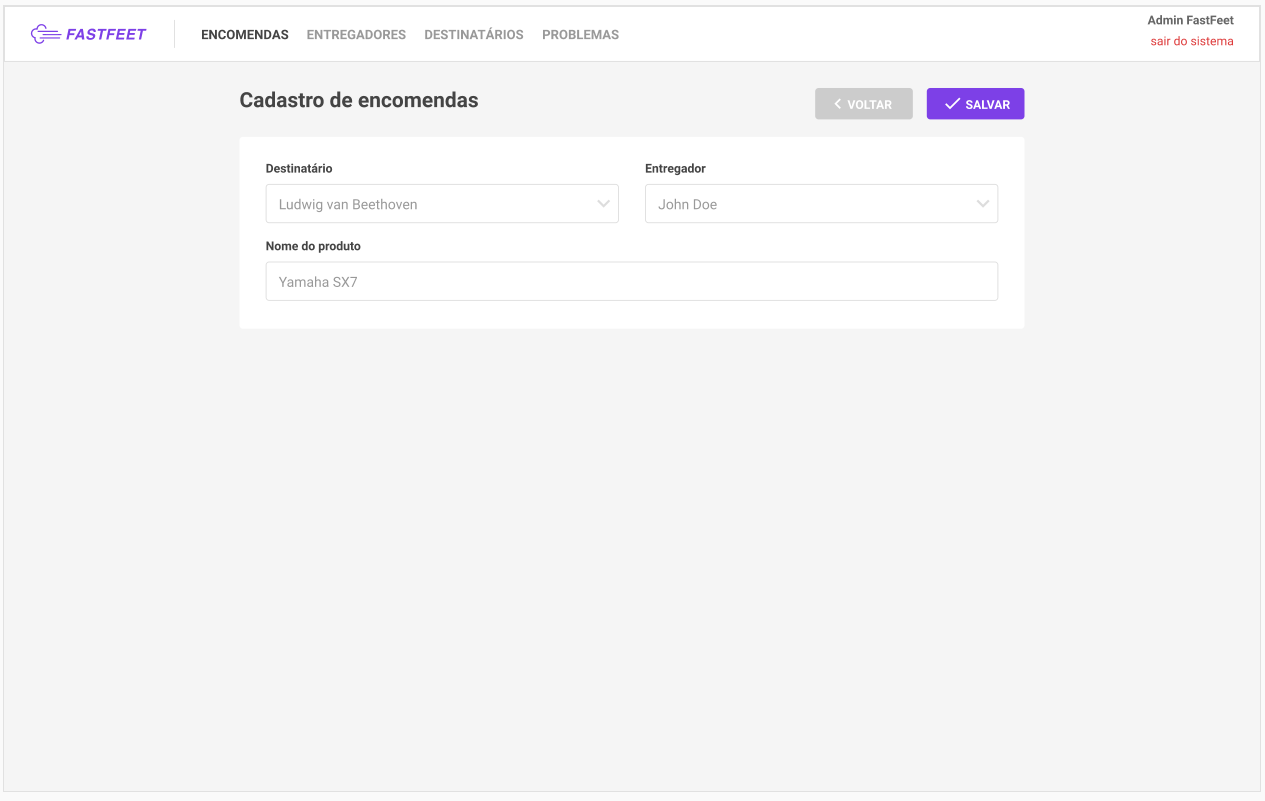 FASTFEET
ENCOMENDAS ENTREGADORES DESTINATÁRIOS PROBLEMAS
Admin FastFeet
sair do sistema
Cadastro de encomendas
VOLTAR
SALVAR
Destinatário
Ludwig van Beethoven
Entregador
John Doe
Nome do produto
Yamaha SX7